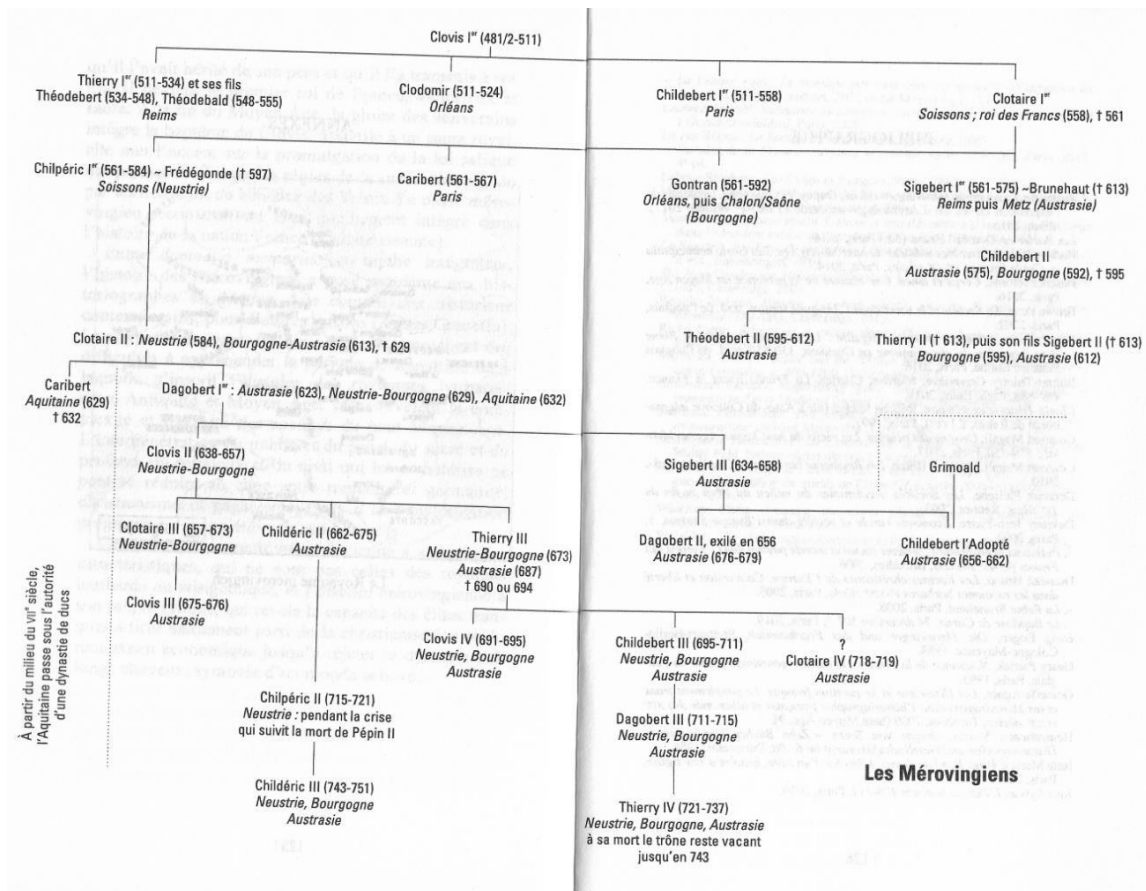 Clovis Iᵉʳ (481/2-511)
Thierry Iᵉʳ (511-534) et ses fils
Théodebert (534-548), Théodebald (548-555)
Reims
Clodomir (511-524)
Orléans
Childebert Iᵉʳ (511-558)
Paris
Clotaire Iᵉʳ
Soissons ; roi des Francs (558), † 561
Chilpéric Iᵉʳ (561-584) ~ Frédégonde († 597)
Soissons (Neustrie)
Caribert (561-567)
Paris
Gontran (561-592)
Orléans, puis Chalon/Saône
(Bourgogne)
Sigebert Iᵉʳ (561-575) ~Brunehaut († 613)
Reims puis Metz (Austrasie)
Childebert II
Austrasie (575), Bourgogne (592), † 595
Clotaire II : Neustrie (584), Bourgogne-Austrasie (613), † 629
Théodebert II (595-612)
Austrasie
Thierry II († 613), puis son fils Sigebert II († 613)
Bourgogne (595), Austrasie (612)
Caribert
Aquitaine (629)
† 632
Dagobert Iᵉʳ : Austrasie (623), Neustrie-Bourgogne (629), Aquitaine (632)
Clovis II (638-657)
Neustrie-Bourgogne
Sigebert III (634-658)
Austrasie
Grimoald
Clotaire III (657-673)
Neustrie-Bourgogne
Childéric II (662-675)
Austrasie
Thierry III
Neustrie-Bourgogne (673)
Austrasie (687)
† 690 ou 694
Dagobert II, exilé en 656
Austrasie (676-679)
Childebert l'Adopté
Austrasie (656-662)
Clovis III (675-676)
Austrasie
Clovis IV (691-695)
Neustrie, Bourgogne
Austrasie
Childebert III (695-711)
Neustrie, Bourgogne
Austrasie
?
Clotaire IV (718-719)
Austrasie
Chilpéric II (715-721)
Neustrie : pendant la crise
qui suivit la mort de Pépin II
Dagobert III (711-715)
Neustrie, Bourgogne
Austrasie
Childéric III (743-751)
Neustrie, Bourgogne
Austrasie
Thierry IV (721-737)
Neustrie, Bourgogne, Austrasie
à sa mort le trône reste vacant
jusqu'en 743
À partir du milieu du VIIᵉ siècle,
l'Aquitaine passe sous l'autorité
d'une dynastie de ducs
Les Mérovingiens